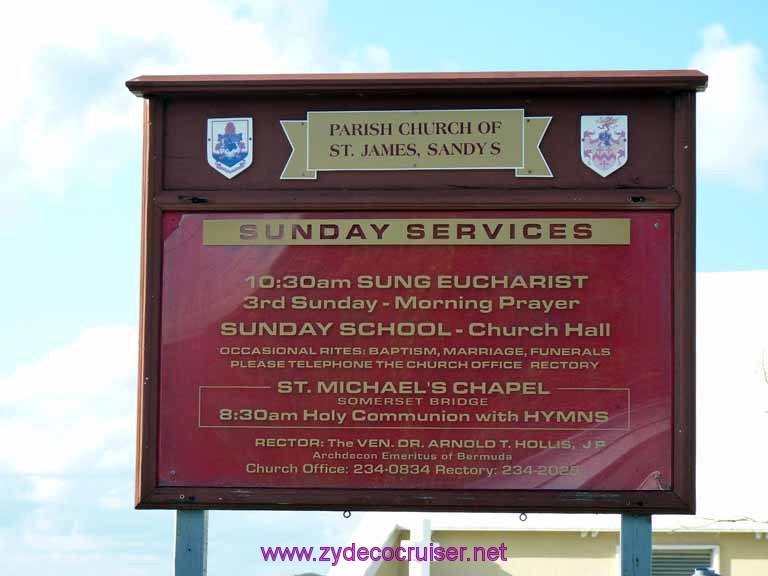 PARISH CHURCH OF
ST. JAMES, SANDYS
SUNDAY SERVICES
10:30am SUNG EUCHARIST
3rd Sunday - Morning Prayer
SUNDAY SCHOOL - Church Hall
OCCASIONAL RITES: BAPTISM, MARRIAGE, FUNERALS
PLEASE TELEPHONE THE CHURCH OFFICE RECTORY
ST. MICHAEL'S CHAPEL
SOMERSET BRIDGE
8:30am Holy Communion with HYMNS
RECTOR: The VEN. DR. ARNOLD T. HOLLIS, J P
Archdecon Emeritus of Bermuda
Church Office: 234-0834 Rectory: 234-2025
www.zydecocruiser.net